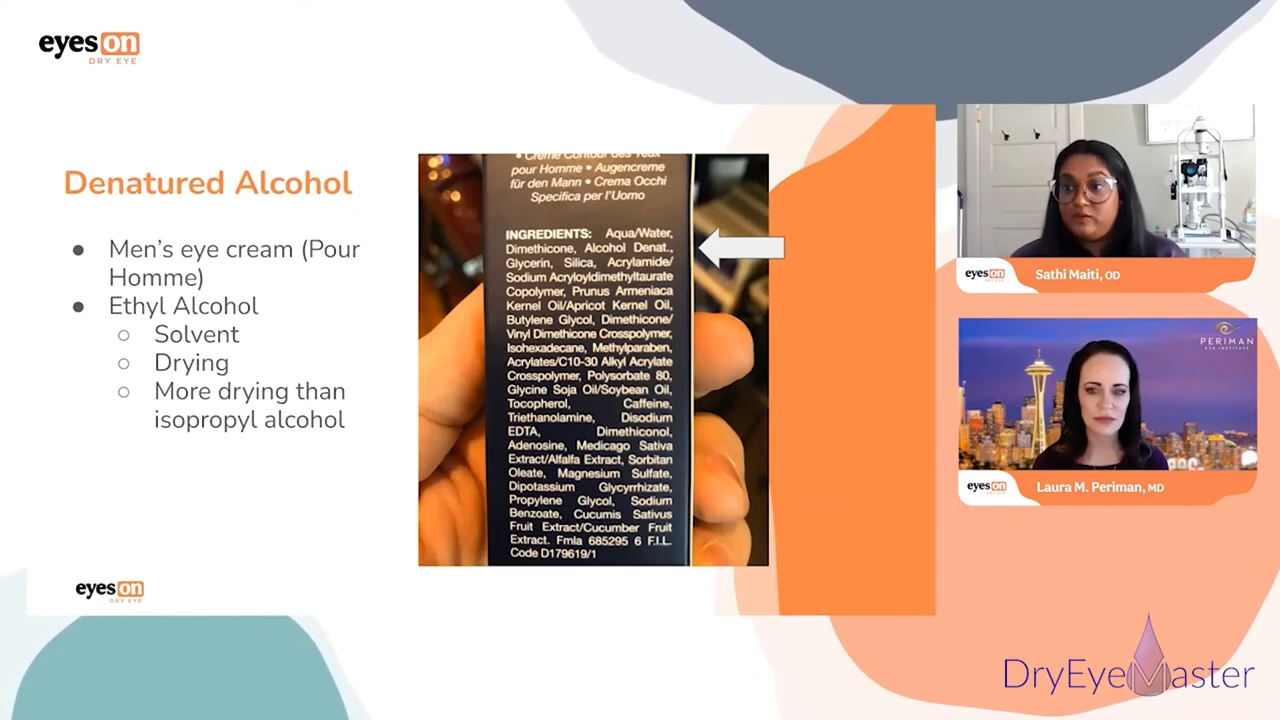 eyes on
DRY EYE
Denatured Alcohol
● Men’s eye cream (Pour
Homme)
● Ethyl Alcohol
○ Solvent
○ Drying
○ More drying than
isopropyl alcohol
• Crème Contour des Yeux
pour Homme • Augencreme
für den Mann • Crema Occhi
Specifica per l'Uomo
INGREDIENTS: Aqua/Water,
Dimethicone, Alcohol Denat.,
Glycerin, Silica, Acrylamide/
Sodium Acryloyldimethyltaurate
Copolymer, Prunus Armeniaca
Kernel Oil/Apricot Kernel Oil,
Butylene Glycol, Dimethicone/
Vinyl Dimethicone Crosspolymer,
Isohexadecane, Methylparaben,
Acrylates/C10-30 Alkyl Acrylate
Crosspolymer, Polysorbate 80,
Glycine Soja Oil/Soybean Oil,
Tocopherol, Caffeine,
Triethanolamine, Disodium
EDTA, Dimethiconol,
Adenosine, Medicago Sativa
Extract/Alfalfa Extract, Sorbitan
Oleate, Magnesium Sulfate,
Dipotassium Glycyrrhizate,
Propylene Glycol, Sodium
Benzoate, Cucumis Sativus
Fruit Extract/Cucumber Fruit
Extract. Fmla 685295 6 F.I.L.
Code D179619/1
eyes on
DRY EYE
eyes on
DRY EYE
Sathi Maiti, OD
PERIMAN
EYE INSTITUTE
eyes on
DRY EYE
Laura M. Periman, MD
DryEyeMaster